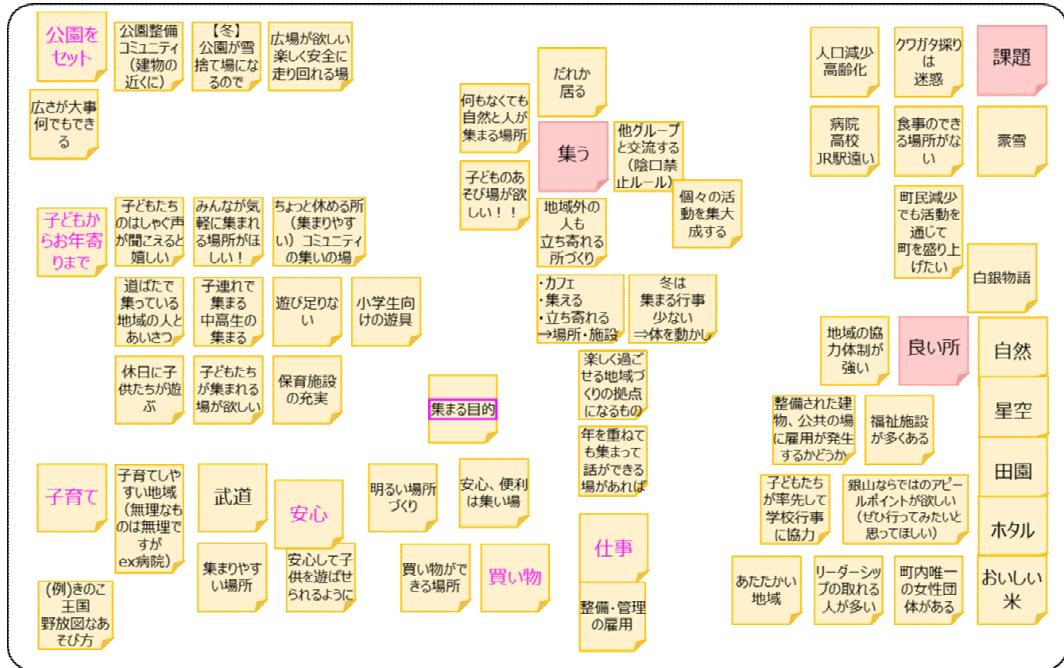 公園を
セット
公園整備
コミュニティ
（建物の
近くに）
【冬】
公園が雪
捨て場にな
るので
広場が欲しい
楽しく安全に
走り回れる場
広さが大事
何でもでき
る
子どもか
らお年寄
りまで
子どもたち
のはしゃぐ声
が聞こえると
嬉しい
みんなが気
軽に集まれ
る場所がほ
しい！
ちょっと休める所
（集まりやす
い）コミュニティ
の集いの場
道ばたで
集っている
地域の人と
あいさつ
子連れで
集まる
中高生の
集まる
遊び足りな
い
小学生向
けの遊具
休日に子
供たちが遊
ぶ
子どもたち
が集まれる
場が欲しい
保育施設
の充実
子育て
子育てしや
すい地域
（無理なも
のは無理で
すが
ex病院）
武道
安心
集まりやす
い場所
安心して子
供を遊ばせ
られるように
(例)きのこ
王国
野放図なあ
そび方
だれか
居る
何もなくても
自然と人が
集まる場所
集う
他グループ
と交流する
（陰口禁
止ルール）
子どものあ
そび場が欲
しい！！
個々の活
動を集大
成する
地域外の
人も
立ち寄れる
所づくり
・カフェ
・集える
・立ち寄れる
→場所・施設
冬は
集まる行事
少ない
⇒体を動かし
楽しく過ご
せる地域づ
くりの拠点
になるもの
集まる目的
年を重ねて
も集まって
話ができる
場があれば
明るい場所
づくり
安心、便利
は集い場
買い物が
できる場所
買い物
仕事
整備・管理
の雇用
人口減少
高齢化
クワガタ採り
は
迷惑
課題
病院
高校
JR駅遠い
食事のでき
る場所がな
い
豪雪
町民減少
でも活動を
通じて
町を盛り上
げたい
白銀物語
地域の協
力体制が
強い
良い所
自然
星空
田園
ホタル
おいしい
米
整備された建
物、公共の場
に雇用が発生
するかどうか
福祉施設
が多くある
子どもたち
が率先して
学校行事
に協力
銀山ならではのアピ
ールポイントが欲しい
（ぜひ行ってみたいと
思ってほしい）
あたたかい
地域
リーダーシッ
プの取れる
人が多い
町内唯一
の女性団
体がある